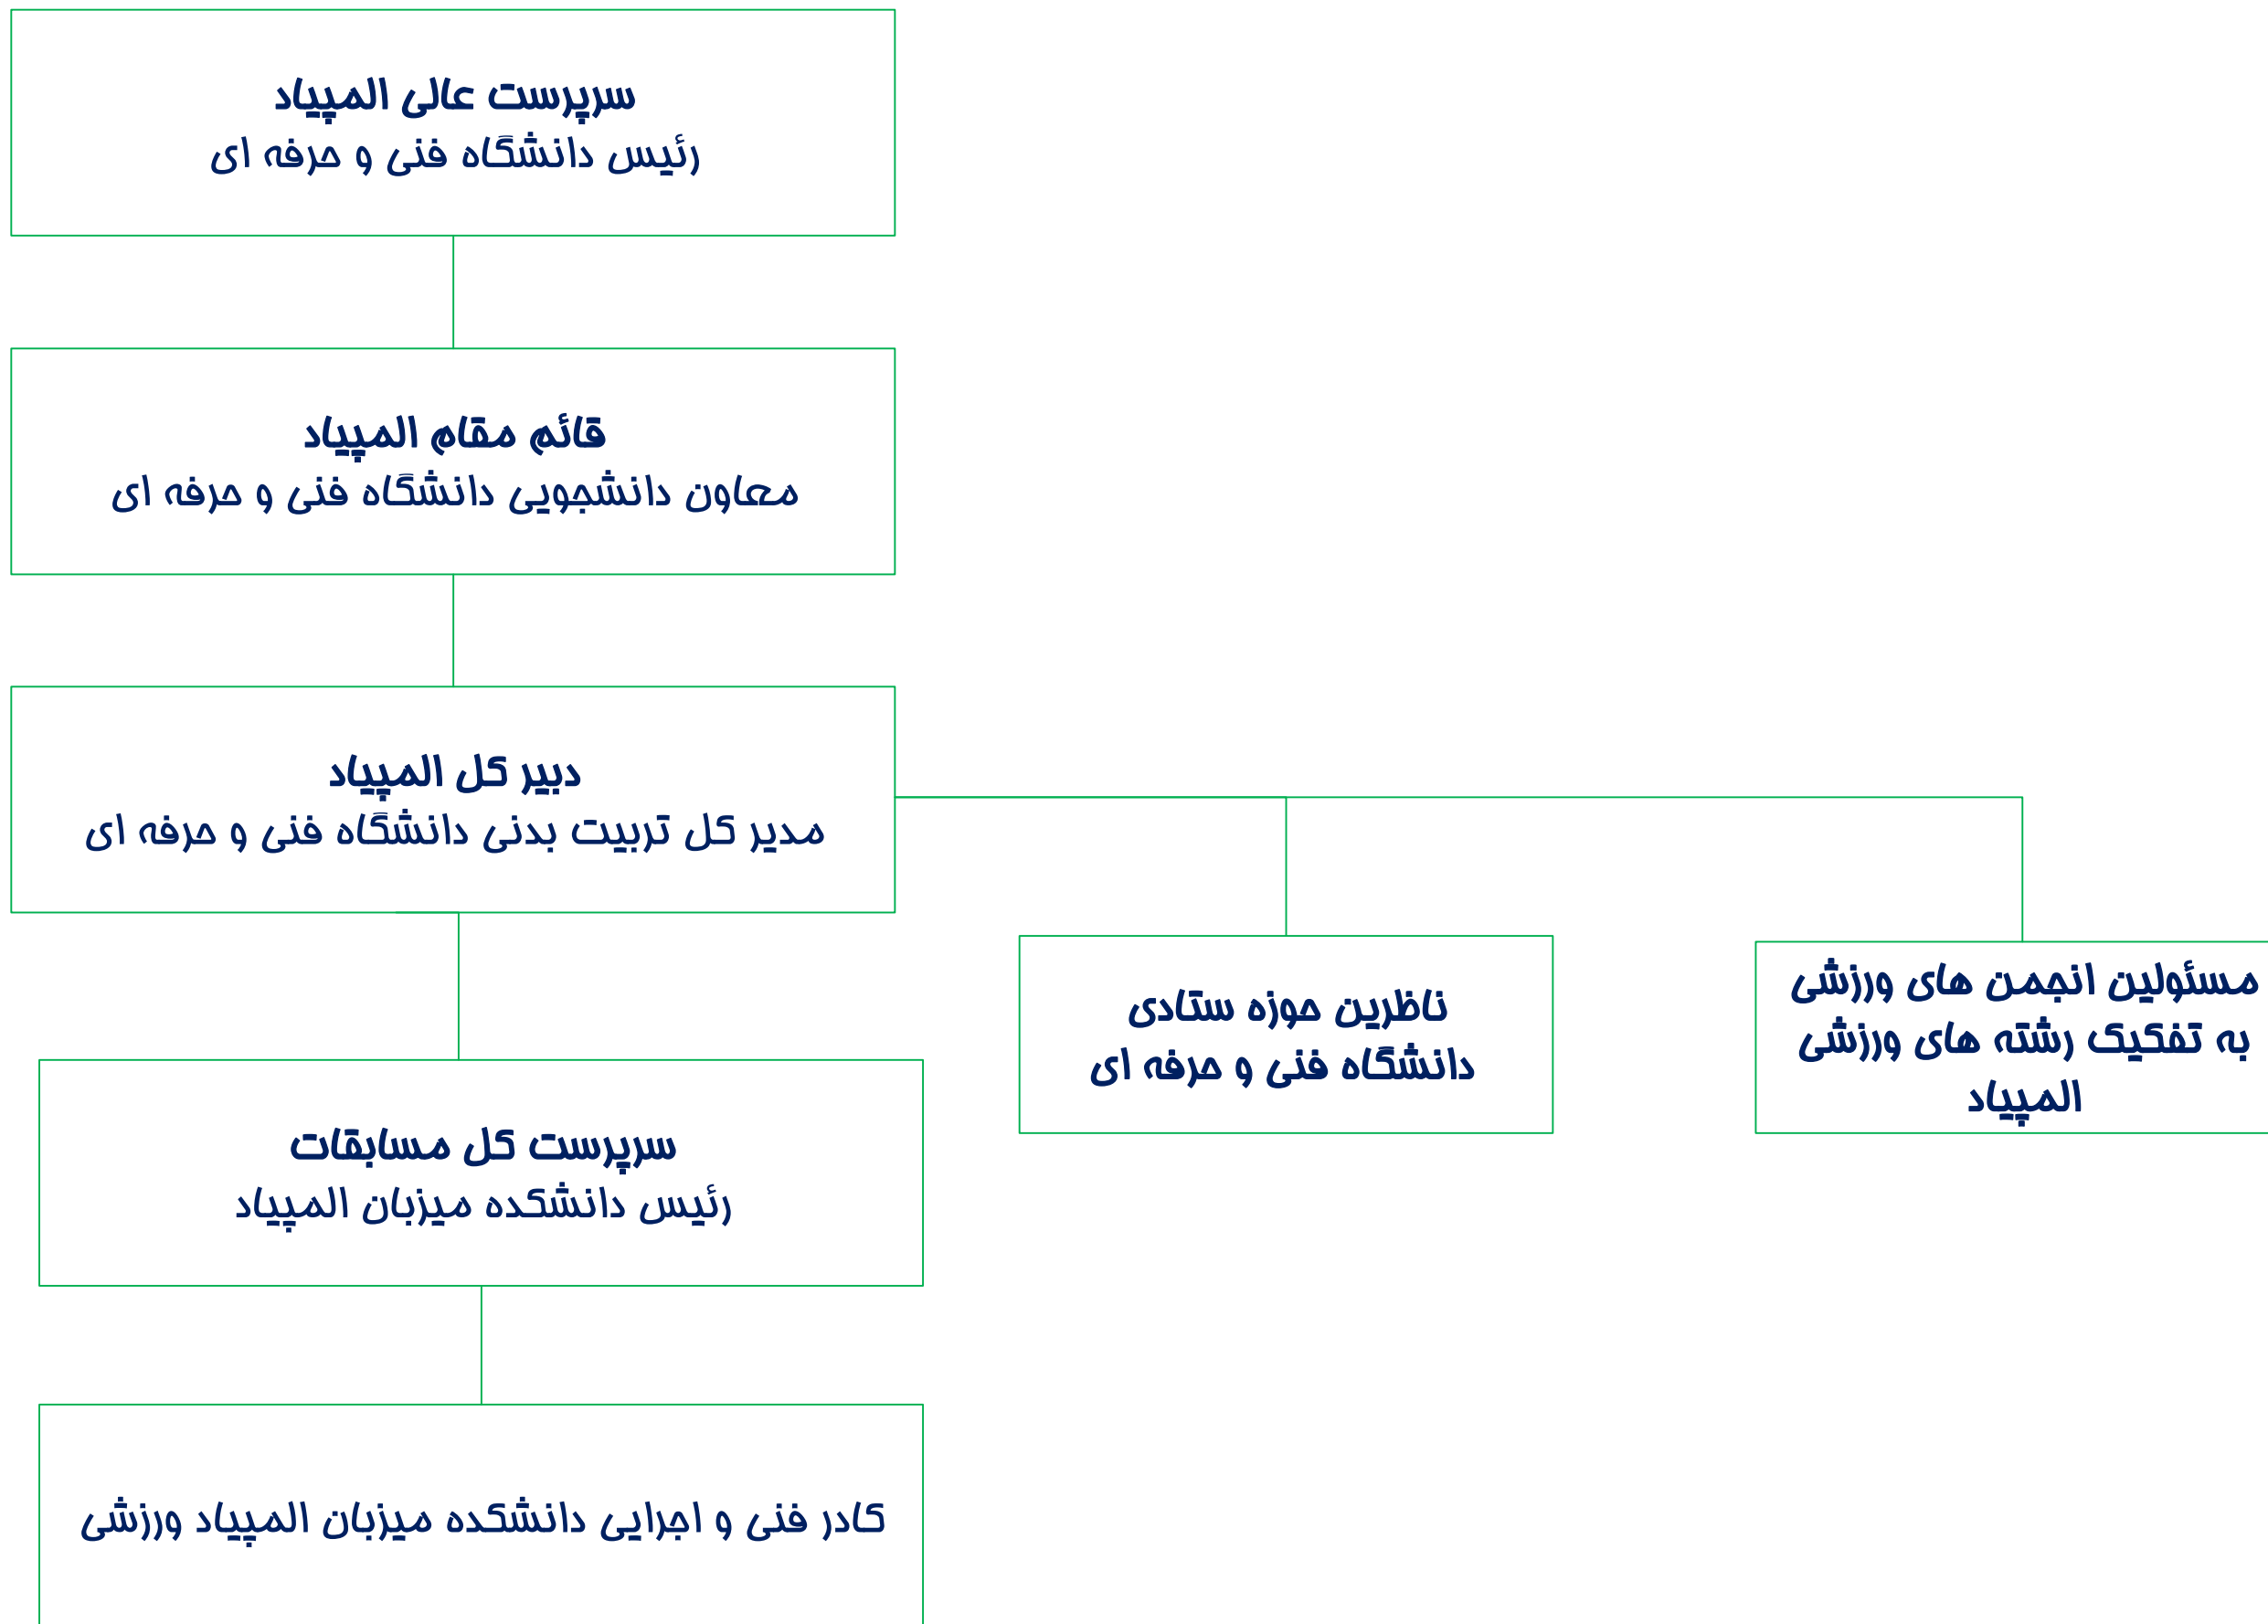 سرپرست عالی المپیاد
رئیس دانشگاه فنی و حرفه ای
قائم مقام المپیاد
معاون دانشجویی دانشگاه فنی و حرفه ای
دبیر کل المپیاد
مدیر کل تربیت بدنی دانشگاه فنی و حرفه ای
مسئولین انجمن های ورزشی
به تفکیک رشته های ورزشی
المپیاد
ناظرین حوزه ستادی
دانشگاه فنی و حرفه ای
سرپرست کل مسابقات
رئیس دانشکده میزبان المپیاد
کادر فنی و اجرایی دانشکده میزبان المپیاد ورزشی